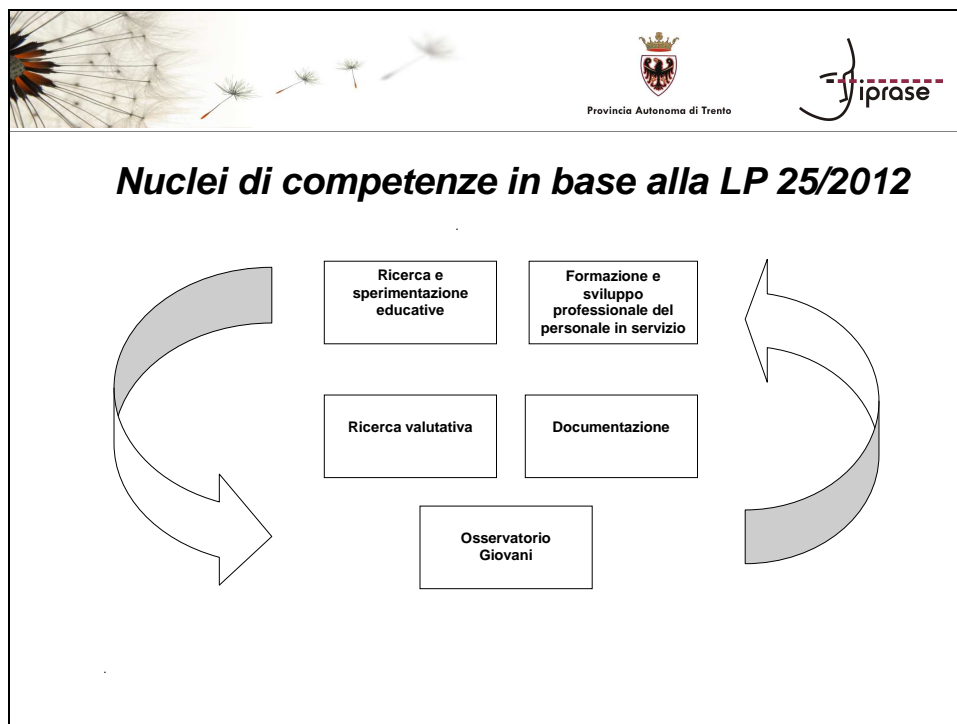 Provincia Autonoma di Trento
iprase
Nuclei di competenze in base alla LP 25/2012
Ricerca e
sperimentazione
educative
Formazione e
sviluppo
professionale del
personale in servizio
Ricerca valutativa
Documentazione
Osservatorio
Giovani